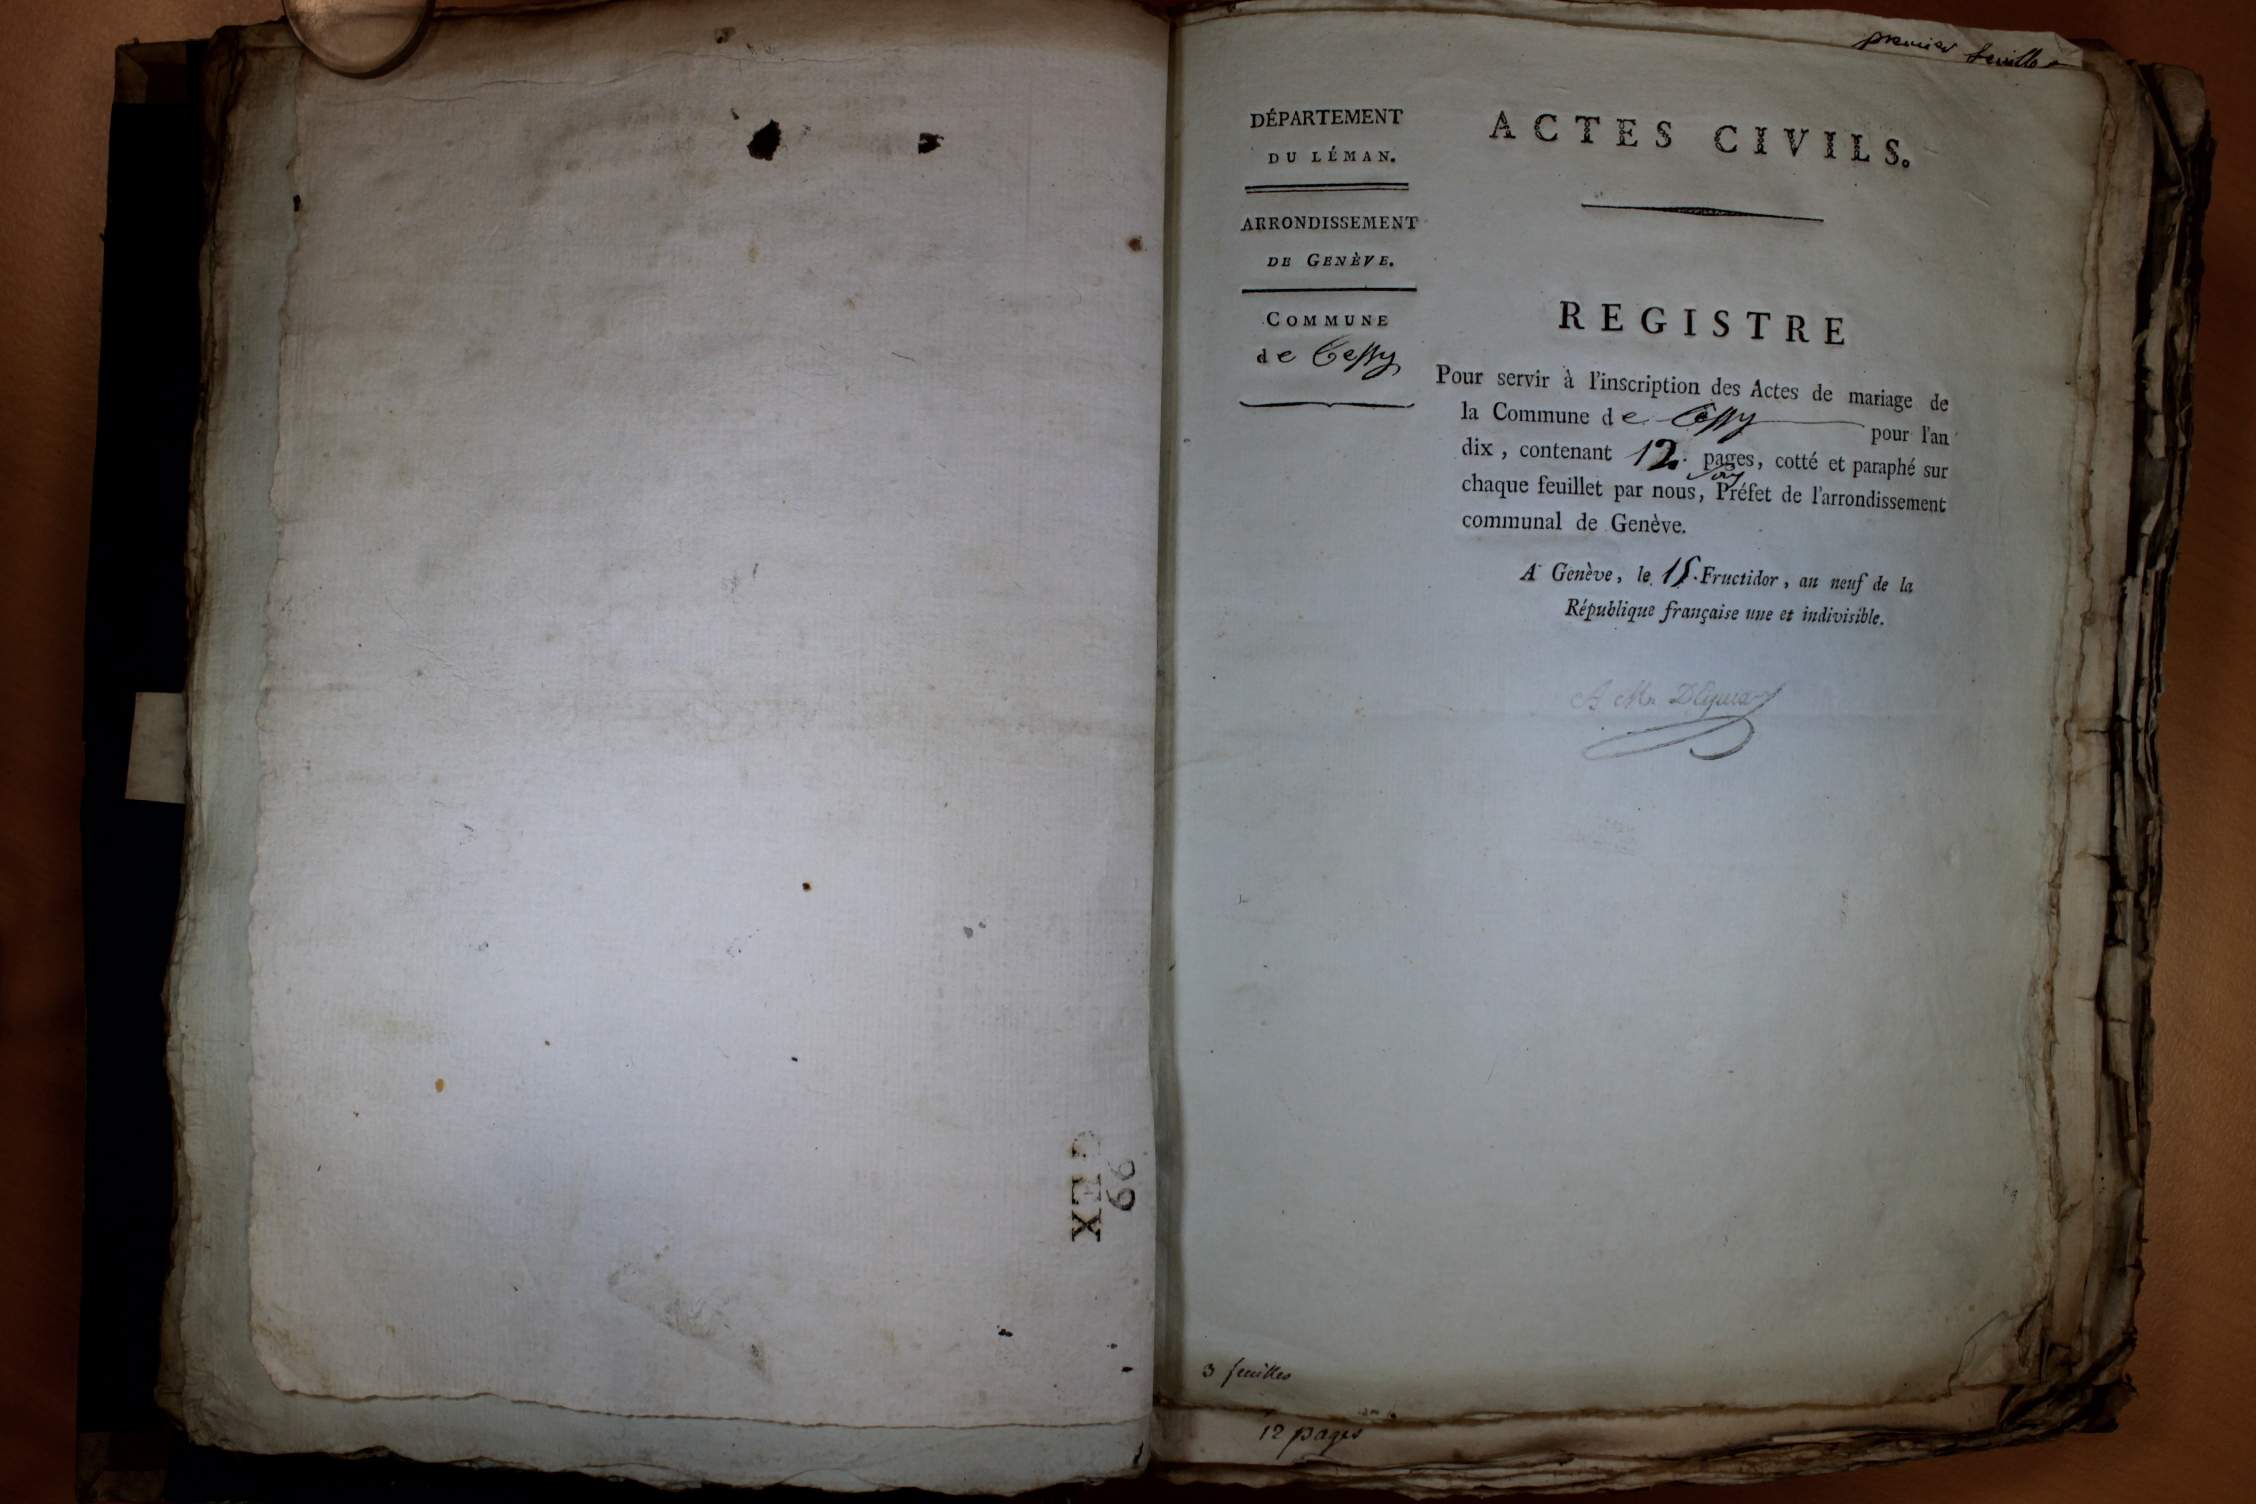 GEX
66
premier feuillet
DÉPARTEMENT
DU LÉMAN.
ARRONDISSEMENT
DE GENÈVE.
COMMUNE
de Cessy
ACTES CIVILS.
REGISTRE
Pour servir à l'inscription des Actes de mariage de
la Commune de Cessy pour l'an
dix, contenant 12. pages, cotté et paraphé sur
chaque feuillet par nous, Préfet de l'arrondissement
communal de Genève.
A Genève, le 15. Fructidor, an neuf de la
République française une et indivisible.
3 feuilles
12 pages